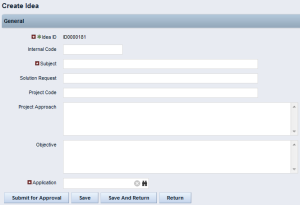 Create Idea
General
Idea ID ID0000181
Internal Code
Subject
Solution Request
Project Code
Project Approach
Objective
Application
Submit for Approval Save Save And Return Return